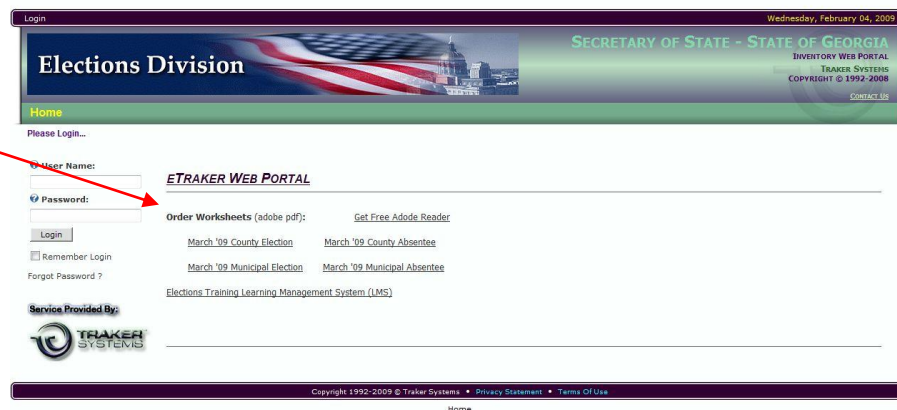 Login
Wednesday, February 04, 2009
Elections Division
SECRETARY OF STATE - STATE OF GEORGIA
INVENTORY WEB PORTAL
TRAKER SYSTEMS
COPYRIGHT © 1992-2008
CONTACT US
Home
Please Login...
User Name:
ETRAKER WEB PORTAL
Password:
Order Worksheets (adobe pdf): Get Free Adode Reader
Login
March '09 County Election March '09 County Absentee
Remember Login
March '09 Municipal Election March '09 Municipal Absentee
Forgot Password ?
Elections Training Learning Management System (LMS)
Service Provided By:
TRAKER
SYSTEMS
Copyright 1992-2009 © Traker Systems • Privacy Statement • Terms Of Use
Home